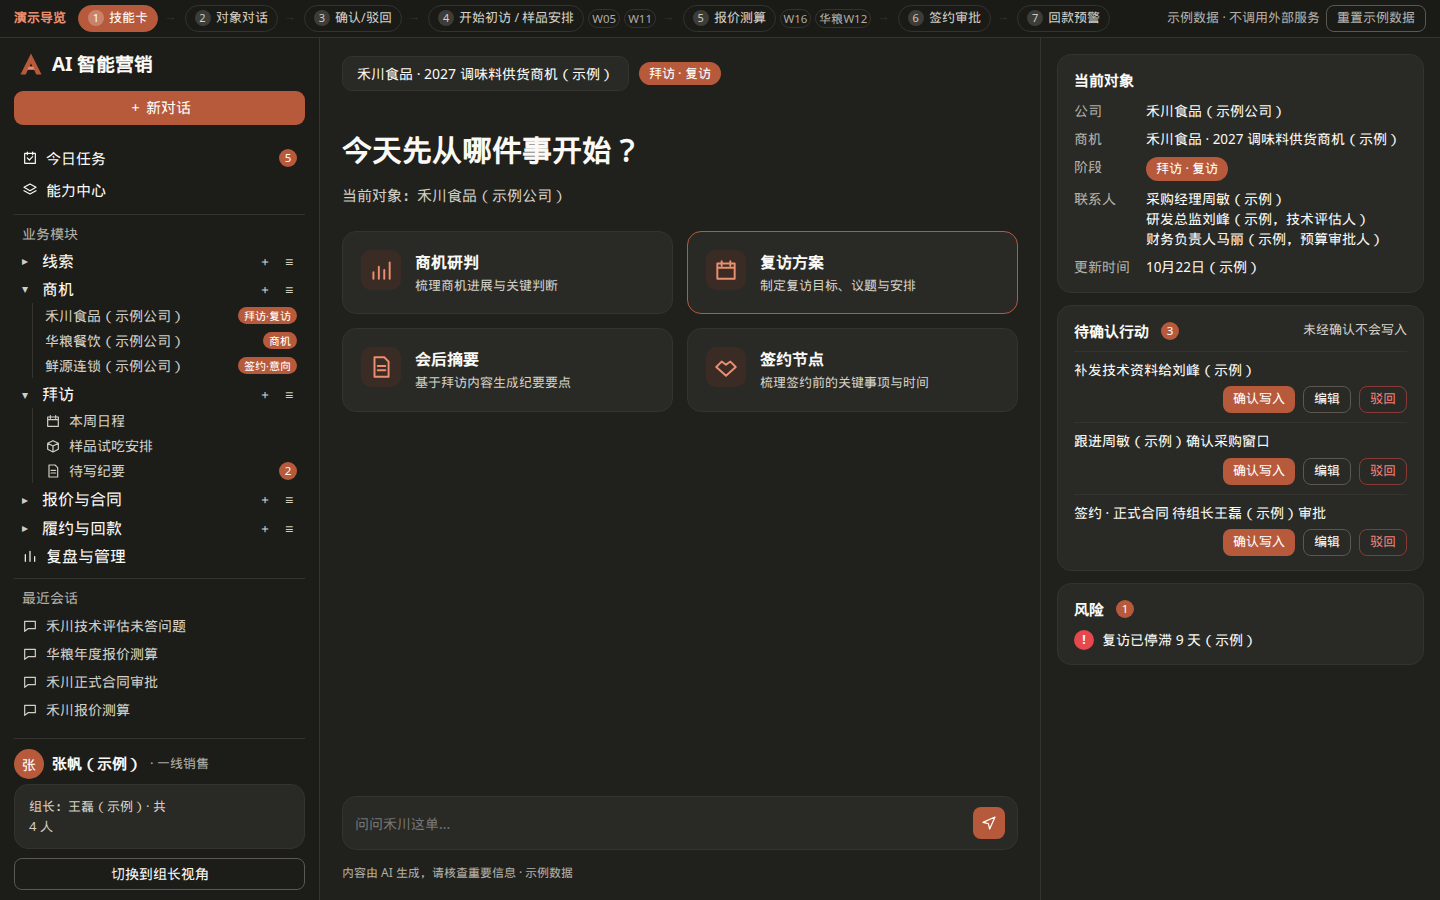 演示导览 1 技能卡 → 2 对象对话 → 3 确认/驳回 → 4 开始初访 / 样品安排 W05 W11 → 5 报价测算 W16 华粮W12 → 6 签约审批 → 7 回款预警 示例数据 · 不调用外部服务 重置示例数据
AI 智能营销
+ 新对话
今日任务 5
能力中心
业务模块
▸ 线索 + ≡
▾ 商机 + ≡
禾川食品（示例公司） 拜访·复访
华粮餐饮（示例公司） 商机
鲜源连锁（示例公司） 签约·意向
▾ 拜访 + ≡
本周日程
样品试吃安排
待写纪要 2
▸ 报价与合同 + ≡
▸ 履约与回款 + ≡
复盘与管理
最近会话
禾川技术评估未答问题
华粮年度报价测算
禾川正式合同审批
禾川报价测算
张 张帆（示例） · 一线销售
组长：王磊（示例）· 共
4 人
切换到组长视角
禾川食品 · 2027 调味料供货商机（示例） 拜访 · 复访
今天先从哪件事开始？
当前对象：禾川食品（示例公司）
商机研判
梳理商机进展与关键判断
复访方案
制定复访目标、议题与安排
会后摘要
基于拜访内容生成纪要要点
签约节点
梳理签约前的关键事项与时间
问问禾川这单...
内容由 AI 生成，请核查重要信息 · 示例数据
当前对象
公司 禾川食品（示例公司）
商机 禾川食品 · 2027 调味料供货商机（示例）
阶段 拜访 · 复访
联系人 采购经理周敏（示例）
研发总监刘峰（示例，技术评估人）
财务负责人马丽（示例，预算审批人）
更新时间 10月22日（示例）
待确认行动 3 未经确认不会写入
补发技术资料给刘峰（示例）
确认写入 编辑 驳回
跟进周敏（示例）确认采购窗口
确认写入 编辑 驳回
签约 · 正式合同 待组长王磊（示例）审批
确认写入 编辑 驳回
风险 1
! 复访已停滞 9 天（示例）